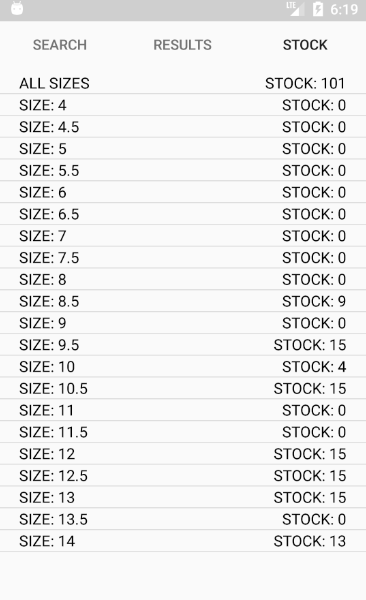 LTE 6:19
SEARCH RESULTS STOCK
ALL SIZES STOCK: 101
SIZE: 4 STOCK: 0
SIZE: 4.5 STOCK: 0
SIZE: 5 STOCK: 0
SIZE: 5.5 STOCK: 0
SIZE: 6 STOCK: 0
SIZE: 6.5 STOCK: 0
SIZE: 7 STOCK: 0
SIZE: 7.5 STOCK: 0
SIZE: 8 STOCK: 0
SIZE: 8.5 STOCK: 9
SIZE: 9 STOCK: 0
SIZE: 9.5 STOCK: 15
SIZE: 10 STOCK: 4
SIZE: 10.5 STOCK: 15
SIZE: 11 STOCK: 0
SIZE: 11.5 STOCK: 0
SIZE: 12 STOCK: 15
SIZE: 12.5 STOCK: 15
SIZE: 13 STOCK: 15
SIZE: 13.5 STOCK: 0
SIZE: 14 STOCK: 13